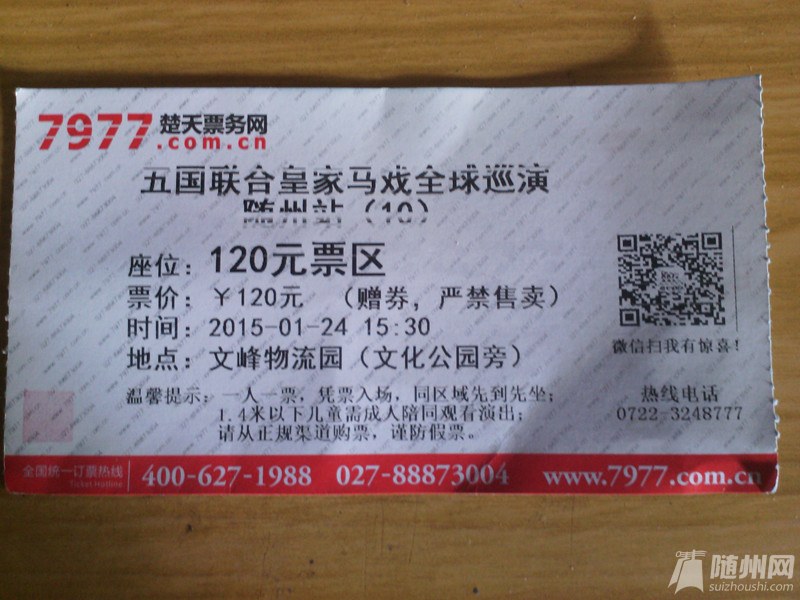 7977 楚天票务网
.com.cn
五国联合皇家马戏全球巡演
随州站（10）
座位：120元票区
票价：￥120元 （赠券，严禁售卖）
时间：2015-01-24 15:30
地点：文峰物流园（文化公园旁）
微信扫我有惊喜！
温馨提示：一人一票，凭票入场，同区域先到先坐；
1.4米以下儿童需成人陪同观看演出；
请从正规渠道购票，谨防假票。
热线电话
0722-3248777
全国统一订票热线
Ticket Hotline
400-627-1988 027-88873004 www.7977.com.cn
随州网
suizhoushi.com